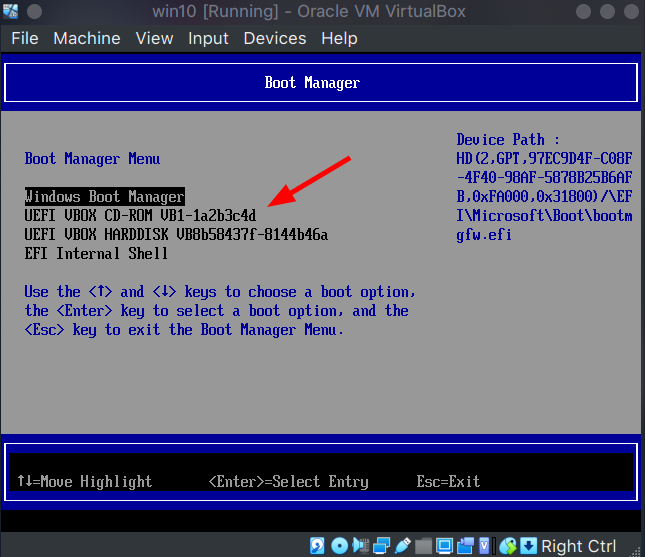 win10 [Running] - Oracle VM VirtualBox
File Machine View Input Devices Help
Boot Manager
Boot Manager Menu
Windows Boot Manager
UEFI VBOX CD-ROM VB1-1a2b3c4d
UEFI VBOX HARDDISK VB8b58437f-8144b46a
EFI Internal Shell
Use the <↑> and <↓> keys to choose a boot option,
the <Enter> key to select a boot option, and the
<Esc> key to exit the Boot Manager Menu.
Device Path :
HD(2,GPT,97EC9D4F-C08F
-4F40-98AF-5878B25B6AF
B,0xFA000,0x31800)/\EF
I\Microsoft\Boot\bootm
gfw.efi
↑↓=Move Highlight <Enter>=Select Entry Esc=Exit
Right Ctrl